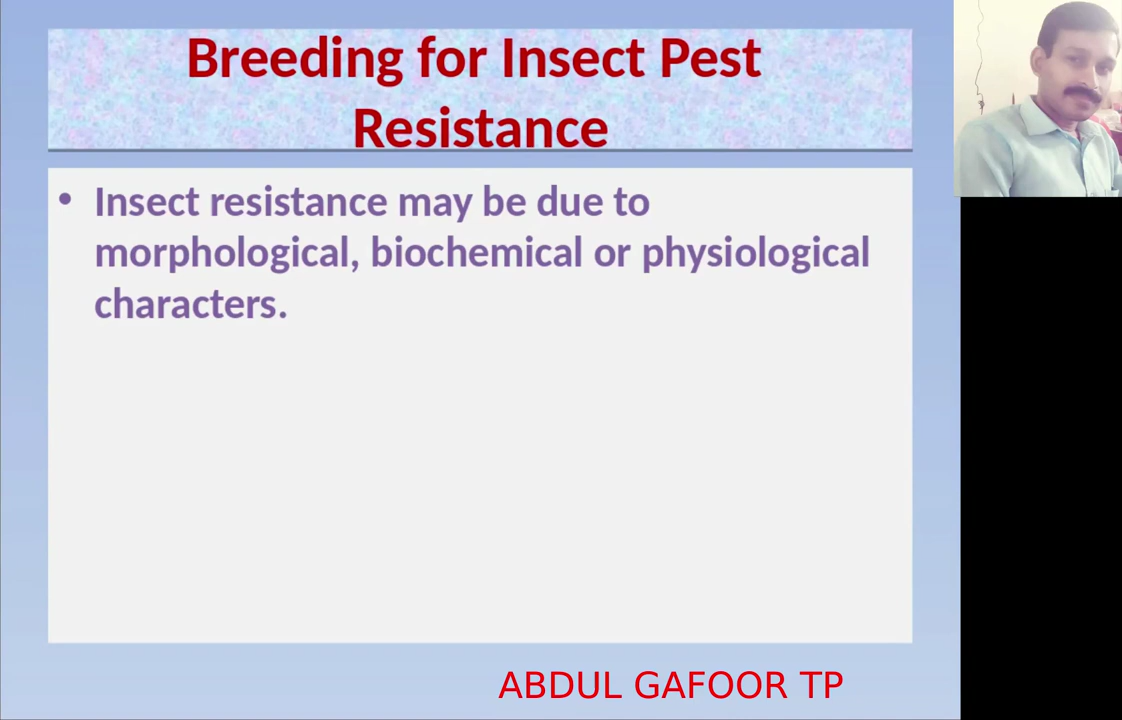 Breeding for Insect Pest
Resistance
• Insect resistance may be due to
morphological, biochemical or physiological
characters.
ABDUL GAFOOR TP